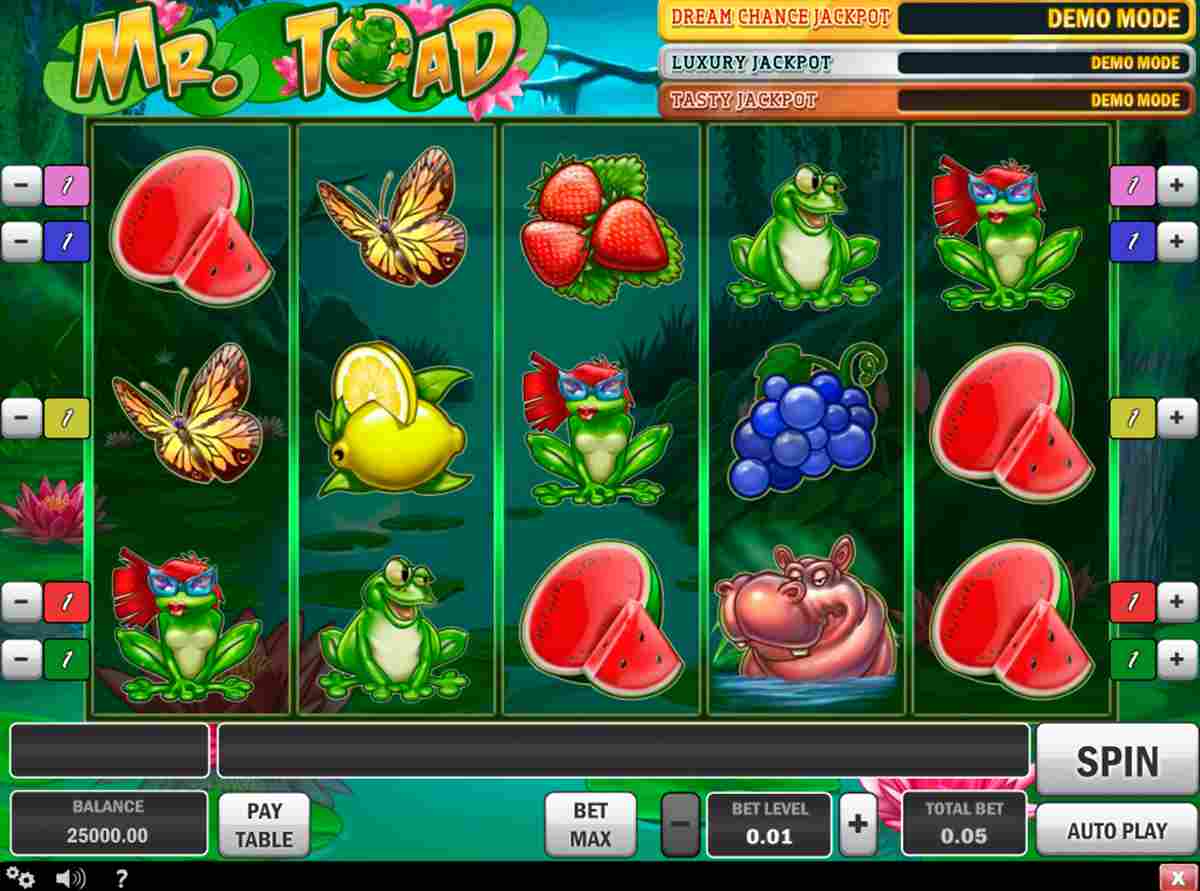 MR. TOAD
DREAM CHANCE JACKPOT DEMO MODE
LUXURY JACKPOT DEMO MODE
TASTY JACKPOT DEMO MODE
- 1 1 +
- 1 1 +
- 1 1 +
- 1 1 +
- 1 1 +
SPIN
BALANCE
25000.00
PAY
TABLE
BET
MAX
-
BET LEVEL
0.01
+
TOTAL BET
0.05
AUTO PLAY
?
X